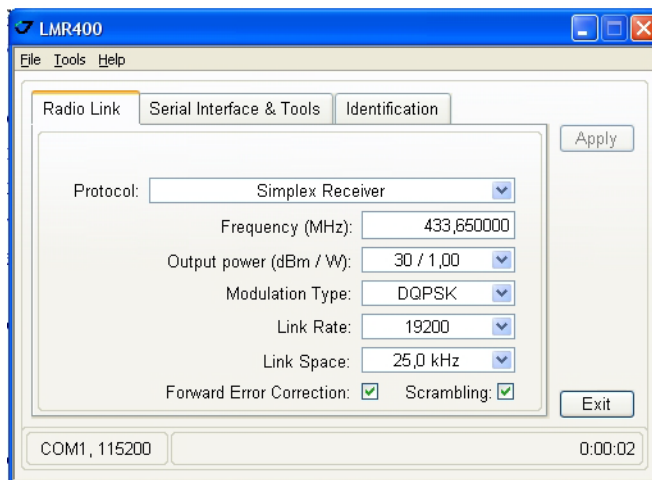 LMR400
File Tools Help
Radio Link Serial Interface & Tools Identification
Apply
Protocol: Simplex Receiver
Frequency (MHz): 433,650000
Output power (dBm / W): 30 / 1,00
Modulation Type: DQPSK
Link Rate: 19200
Link Space: 25,0 kHz
Forward Error Correction: Scrambling:
Exit
COM1, 115200 0:00:02